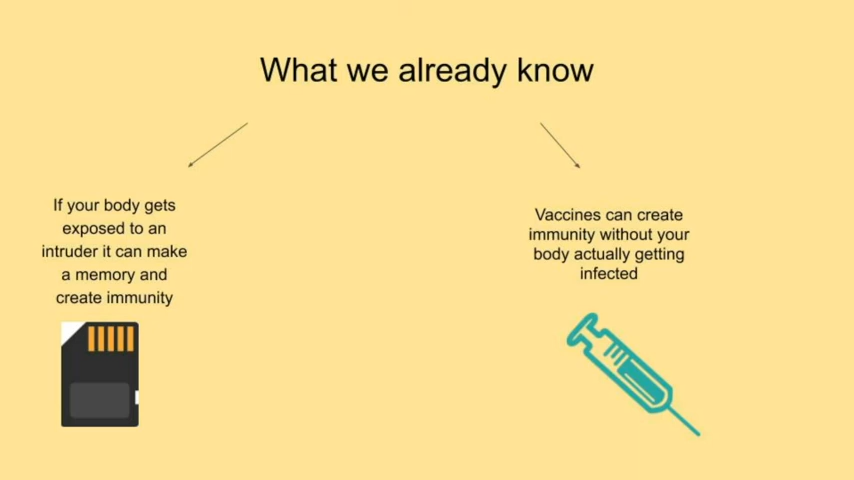 What we already know
If your body gets
exposed to an
intruder it can make
a memory and
create immunity
Vaccines can create
immunity without your
body actually getting
infected